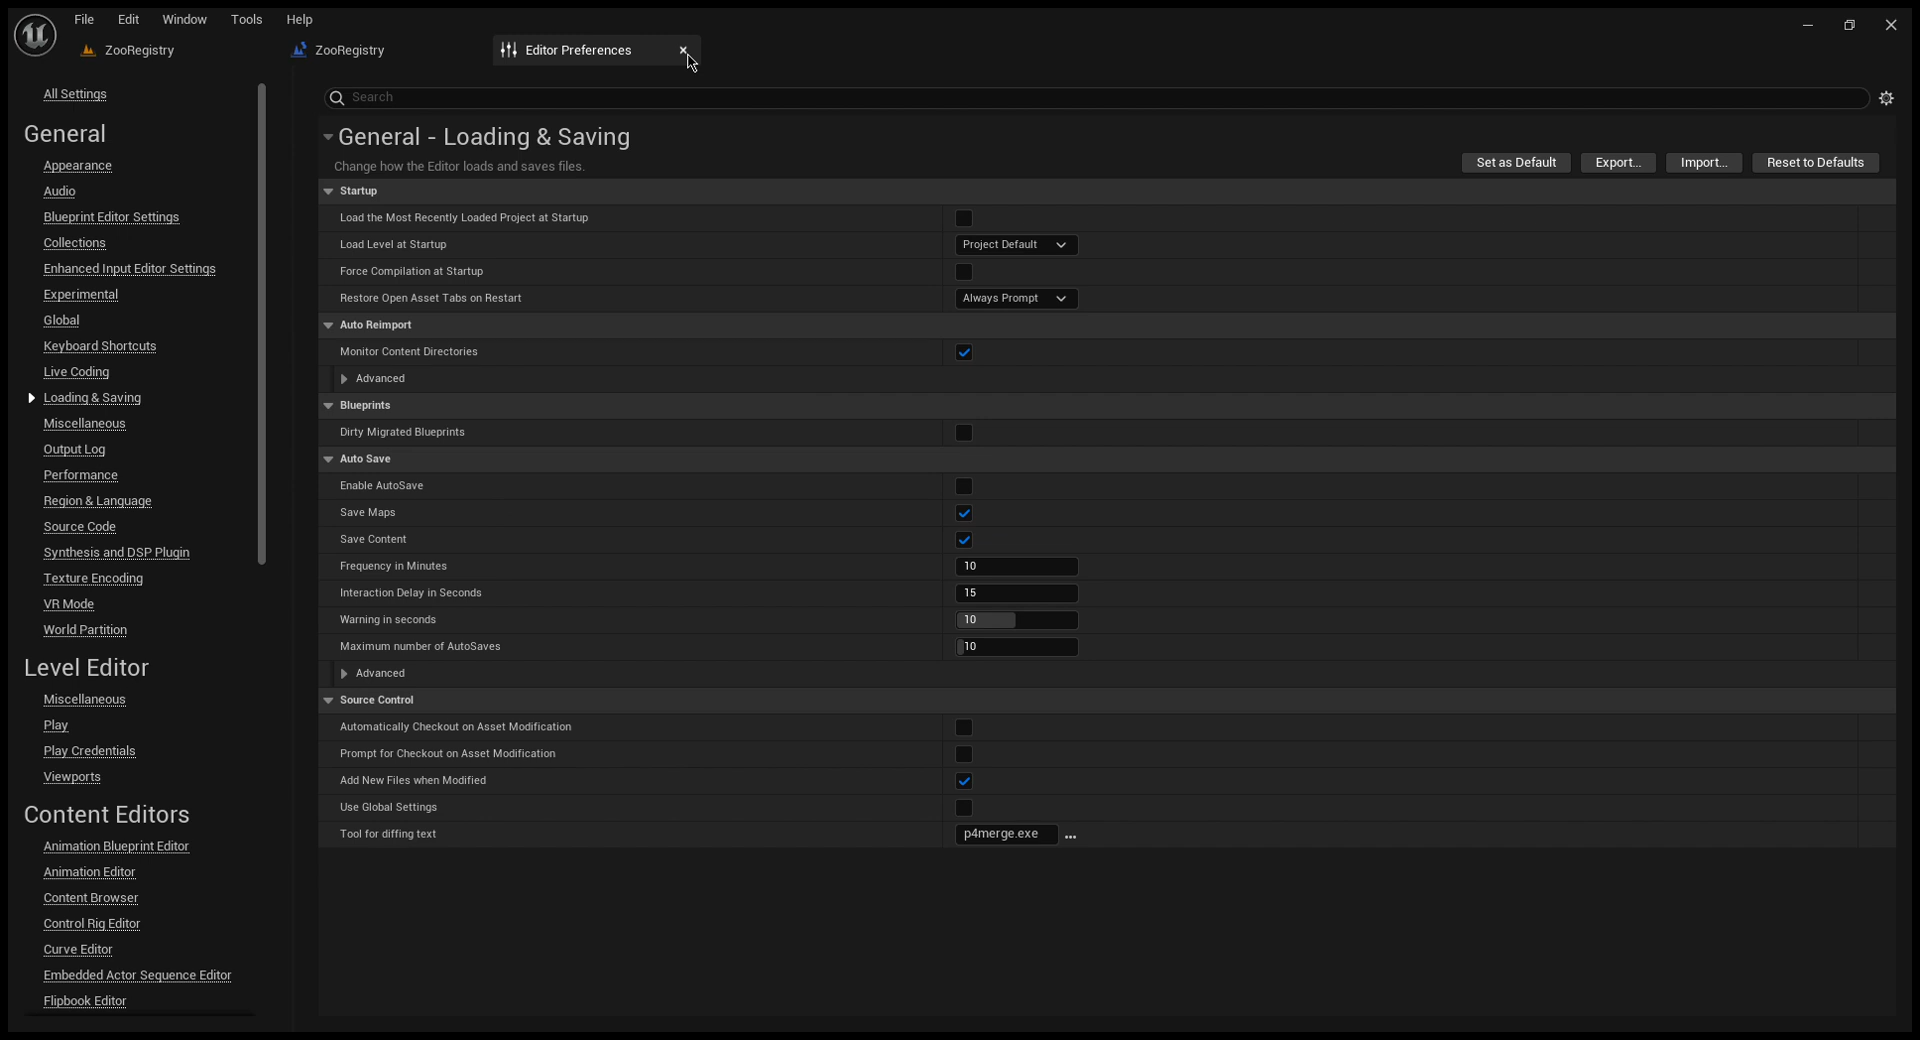 File Edit Window Tools Help
ZooRegistry ZooRegistry Editor Preferences
All Settings
General
Appearance
Audio
Blueprint Editor Settings
Collections
Enhanced Input Editor Settings
Experimental
Global
Keyboard Shortcuts
Live Coding
Loading & Saving
Miscellaneous
Output Log
Performance
Region & Language
Source Code
Synthesis and DSP Plugin
Texture Encoding
VR Mode
World Partition
Level Editor
Miscellaneous
Play
Play Credentials
Viewports
Content Editors
Animation Blueprint Editor
Animation Editor
Content Browser
Control Rig Editor
Curve Editor
Embedded Actor Sequence Editor
Flipbook Editor
Search
General - Loading & Saving
Change how the Editor loads and saves files.
Set as Default Export... Import... Reset to Defaults
Startup
Load the Most Recently Loaded Project at Startup
Load Level at Startup Project Default
Force Compilation at Startup
Restore Open Asset Tabs on Restart Always Prompt
Auto Reimport
Monitor Content Directories
Advanced
Blueprints
Dirty Migrated Blueprints
Auto Save
Enable AutoSave
Save Maps
Save Content
Frequency in Minutes 10
Interaction Delay in Seconds 15
Warning in seconds 10
Maximum number of AutoSaves 10
Advanced
Source Control
Automatically Checkout on Asset Modification
Prompt for Checkout on Asset Modification
Add New Files when Modified
Use Global Settings
Tool for diffing text p4merge.exe ...